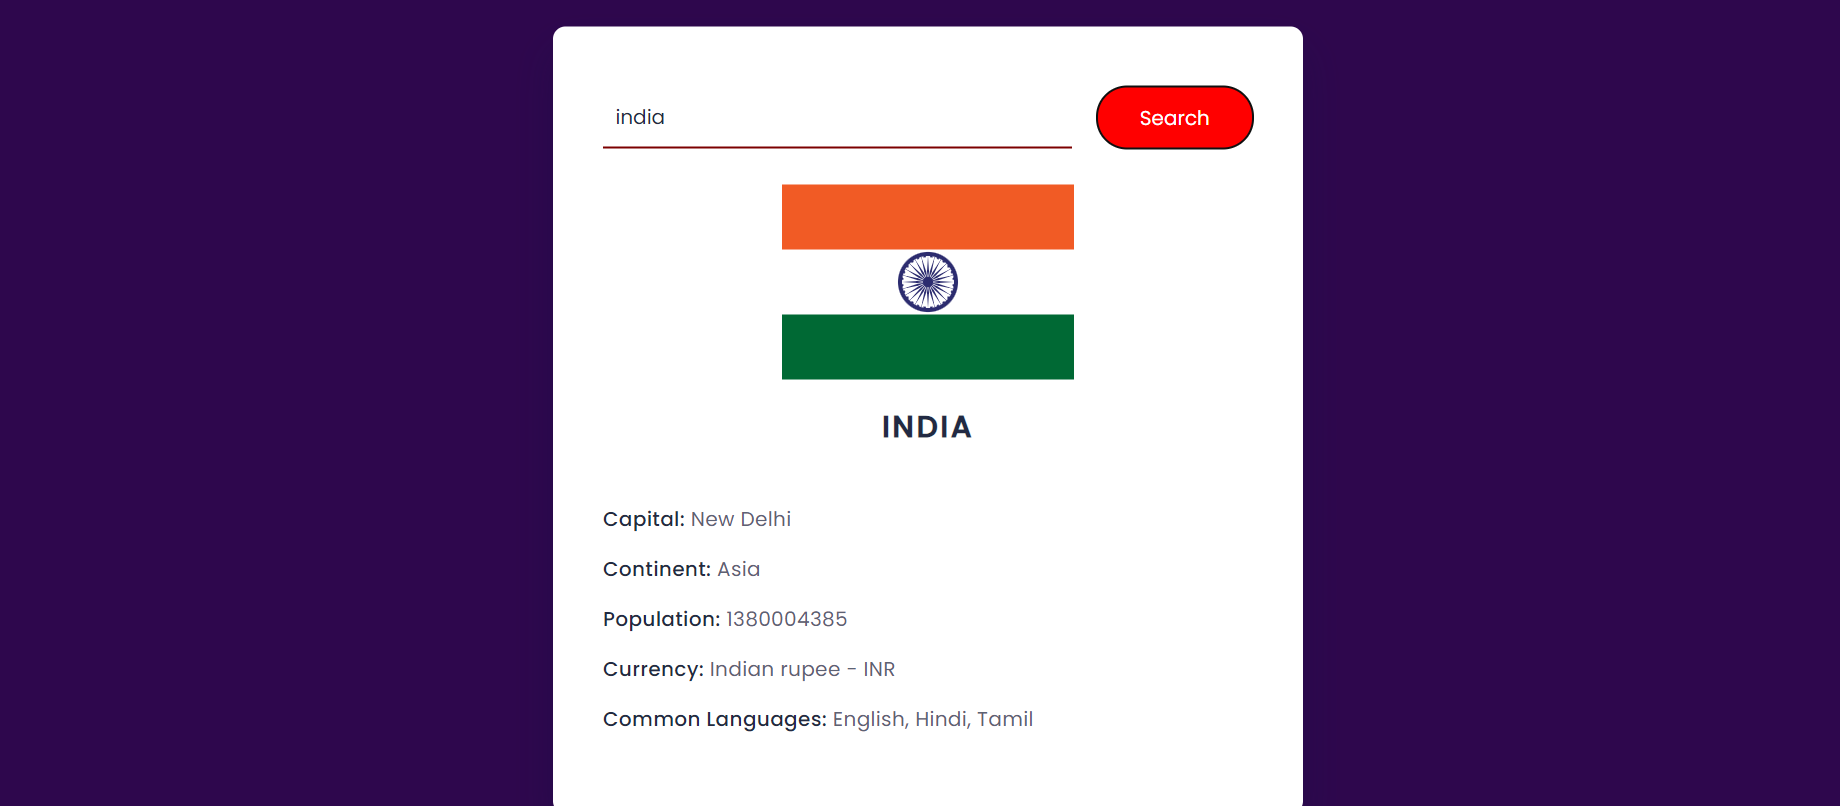 india
Search
INDIA
Capital: New Delhi
Continent: Asia
Population: 1380004385
Currency: Indian rupee - INR
Common Languages: English, Hindi, Tamil